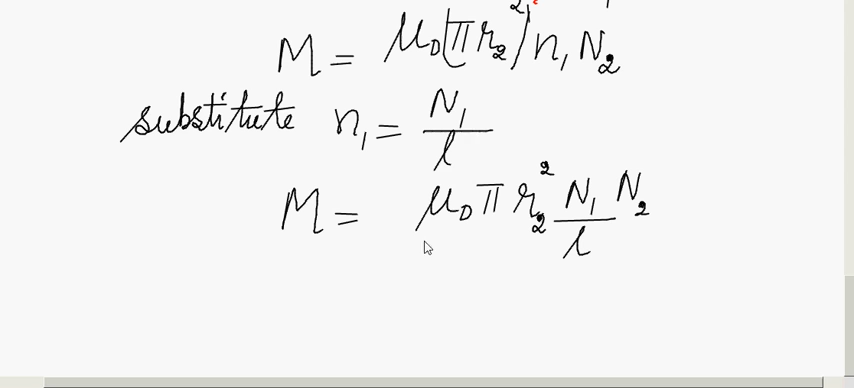 M = μ₀(πr₂²)n₁N₂
substitute n₁ = N₁/l
M = μ₀πr₂² N₁/l N₂